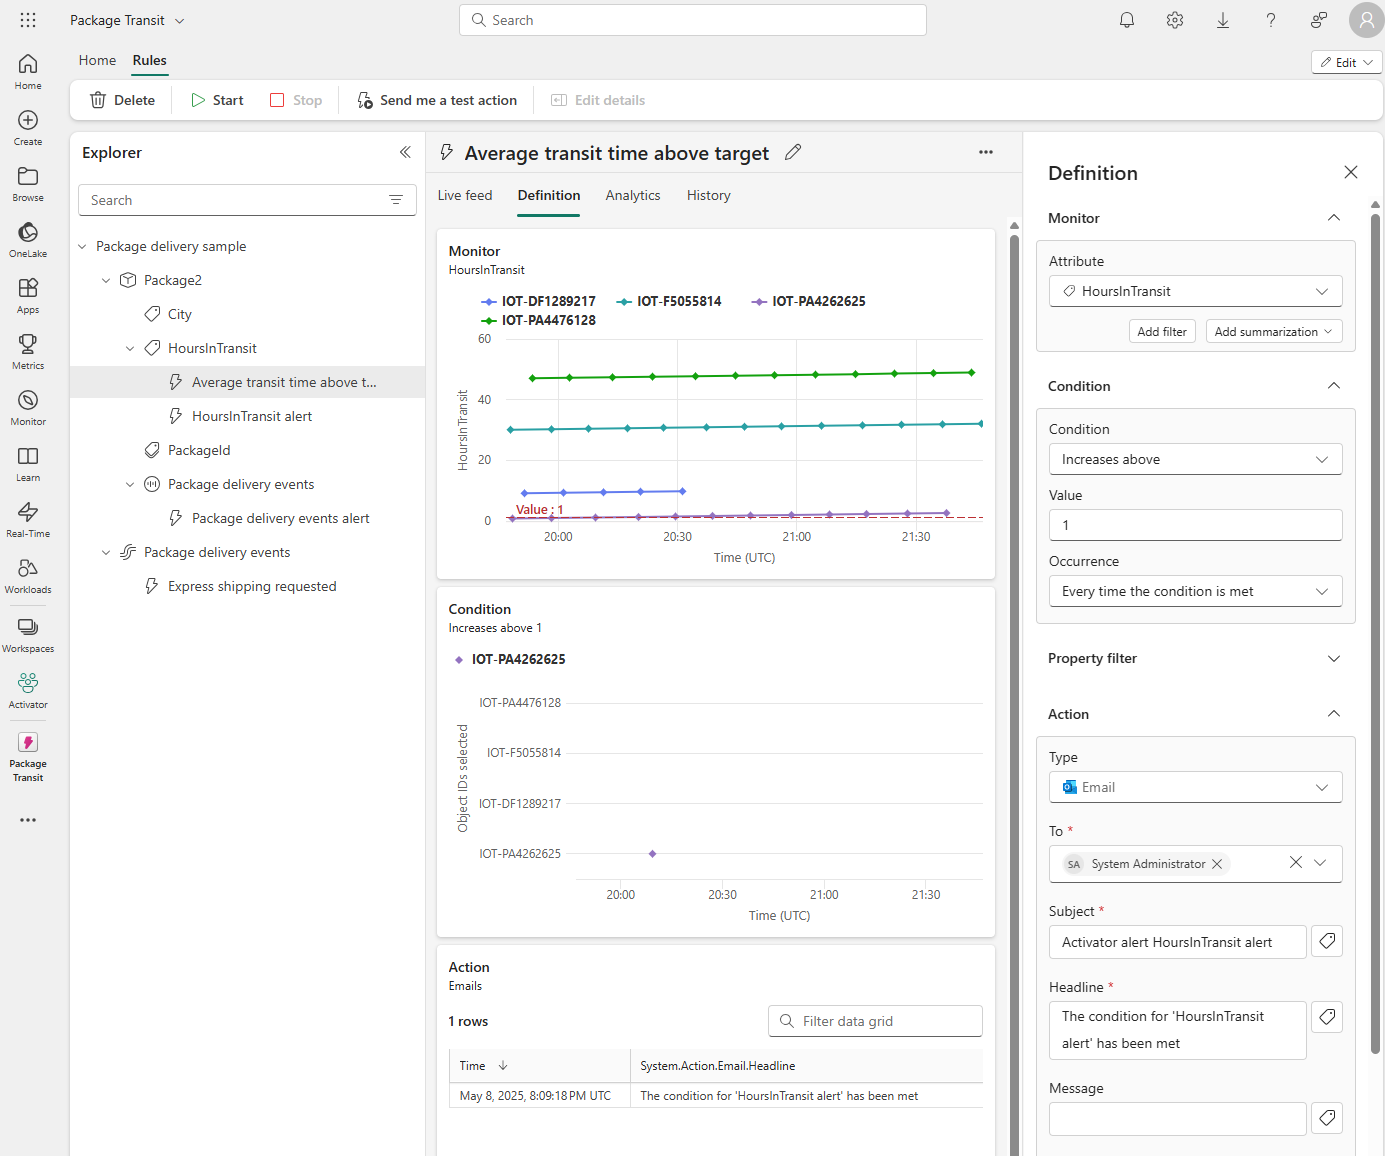 Package Transit
Search
Home
Rules
Edit
Home
Create
Browse
OneLake
Apps
Metrics
Monitor
Learn
Real-Time
Workloads
Workspaces
Activator
Package
Transit
Delete
Start
Stop
Send me a test action
Edit details
Explorer
Search
Package delivery sample
Package2
City
HoursInTransit
Average transit time above t...
HoursInTransit alert
PackageId
Package delivery events
Package delivery events alert
Package delivery events
Express shipping requested
Average transit time above target
Live feed
Definition
Analytics
History
Monitor
HoursInTransit
IOT-DF1289217
IOT-F5055814
IOT-PA4262625
IOT-PA4476128
HoursInTransit
60
40
20
0
Value : 1
20:00
20:30
21:00
21:30
Time (UTC)
Condition
Increases above 1
IOT-PA4262625
Object IDs selected
IOT-PA4476128
IOT-F5055814
IOT-DF1289217
IOT-PA4262625
20:00
20:30
21:00
21:30
Time (UTC)
Action
Emails
1 rows
Filter data grid
Time
System.Action.Email.Headline
May 8, 2025, 8:09:18 PM UTC
The condition for 'HoursInTransit alert' has been met
Definition
Monitor
Attribute
HoursInTransit
Add filter
Add summarization
Condition
Condition
Increases above
Value
1
Occurrence
Every time the condition is met
Property filter
Action
Type
Email
To *
SA
System Administrator
Subject *
Activator alert HoursInTransit alert
Headline *
The condition for 'HoursInTransit
alert' has been met
Message